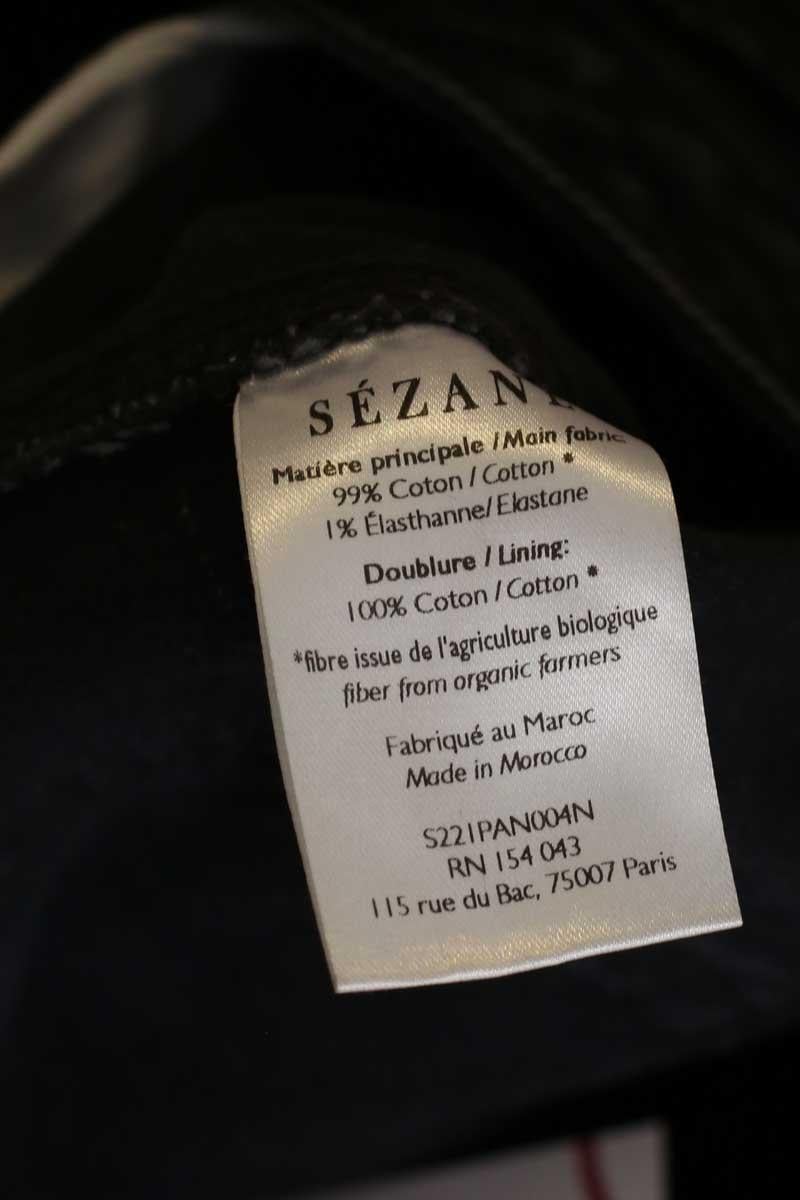 SÉZAN
Matière principale / Main fabric
99% Coton / Cotton *
1% Élasthanne/ Elastane
Doublure / Lining:
100% Coton / Cotton *
*fibre issue de l'agriculture biologique
fiber from organic farmers
Fabriqué au Maroc
Made in Morocco
S221PAN004N
RN 154 043
115 rue du Bac, 75007 Paris